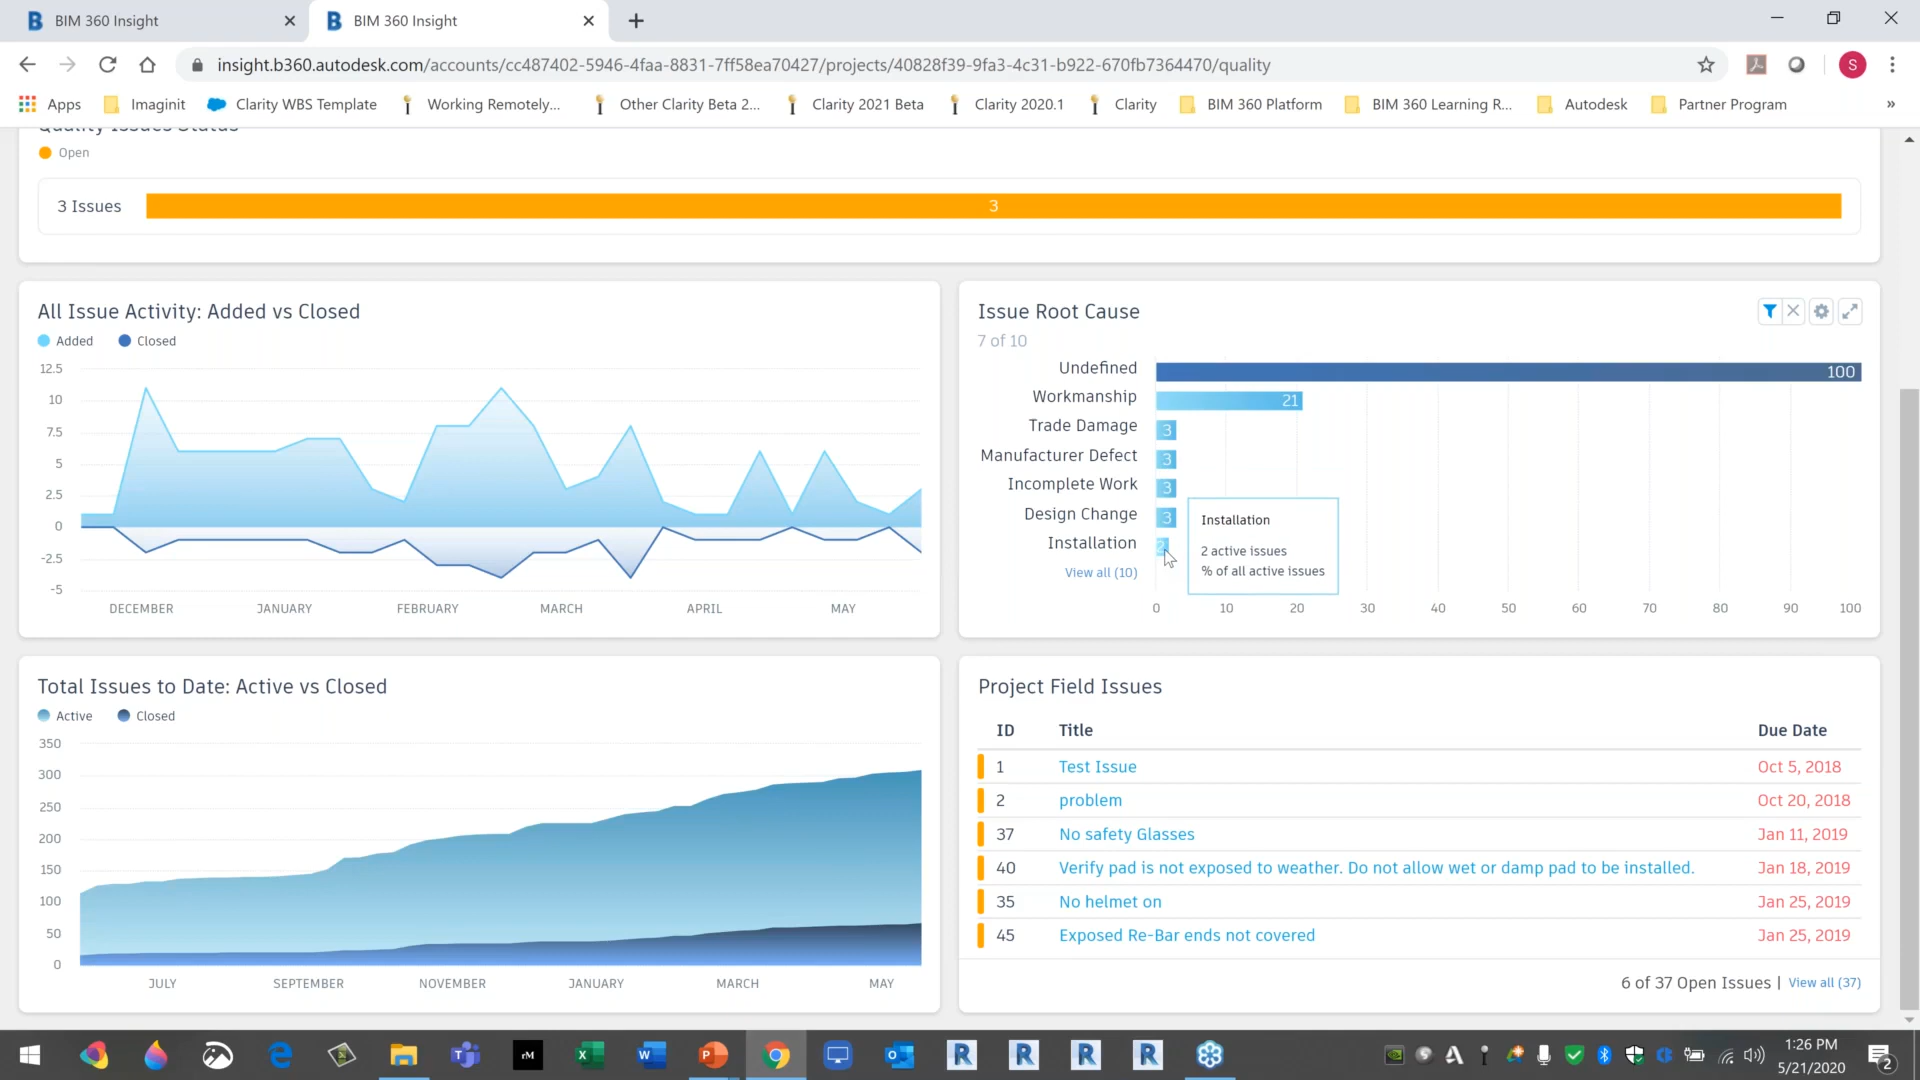 BIM 360 Insight
BIM 360 Insight
insight.b360.autodesk.com/accounts/cc487402-5946-4faa-8831-7ff58ea70427/projects/40828f39-9fa3-4c31-b922-670fb7364470/quality
S
Apps
Imaginit
Clarity WBS Template
Working Remotely...
Other Clarity Beta 2...
Clarity 2021 Beta
Clarity 2020.1
Clarity
BIM 360 Platform
BIM 360 Learning R...
Autodesk
Partner Program
»
Quality Issues Status
Open
3 Issues
3
All Issue Activity: Added vs Closed
Added
Closed
12.5
10
7.5
5
2.5
0
-2.5
-5
DECEMBER
JANUARY
FEBRUARY
MARCH
APRIL
MAY
Issue Root Cause
7 of 10
Undefined
100
Workmanship
21
Trade Damage
3
Manufacturer Defect
3
Incomplete Work
3
Design Change
3
Installation
2
View all (10)
Installation
2 active issues
% of all active issues
0
10
20
30
40
50
60
70
80
90
100
Total Issues to Date: Active vs Closed
Active
Closed
350
300
250
200
150
100
50
0
JULY
SEPTEMBER
NOVEMBER
JANUARY
MARCH
MAY
Project Field Issues
ID Title Due Date
1 Test Issue Oct 5, 2018
2 problem Oct 20, 2018
37 No safety Glasses Jan 11, 2019
40 Verify pad is not exposed to weather. Do not allow wet or damp pad to be installed. Jan 18, 2019
35 No helmet on Jan 25, 2019
45 Exposed Re-Bar ends not covered Jan 25, 2019
6 of 37 Open Issues | View all (37)
rM
1:26 PM
5/21/2020
2